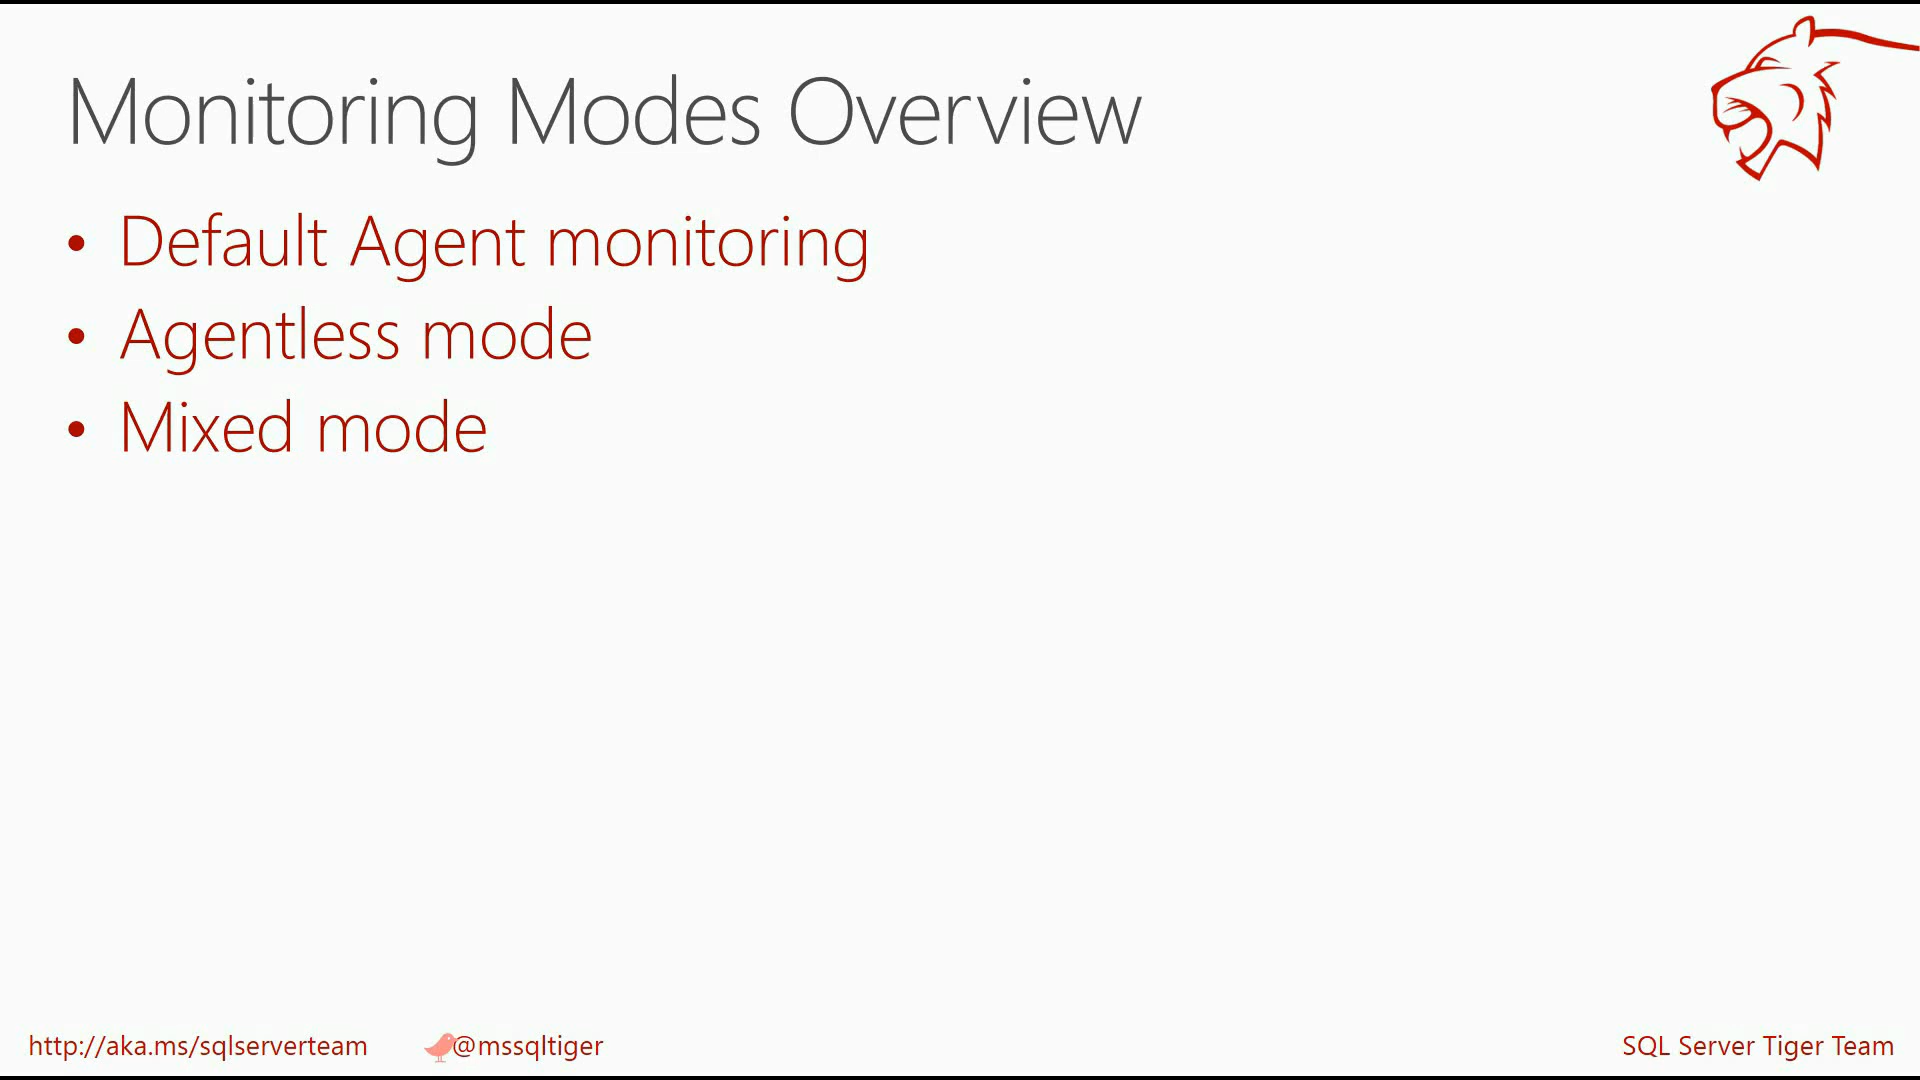 Monitoring Modes Overview
• Default Agent monitoring
• Agentless mode
• Mixed mode
http://aka.ms/sqlserverteam @mssqltiger SQL Server Tiger Team